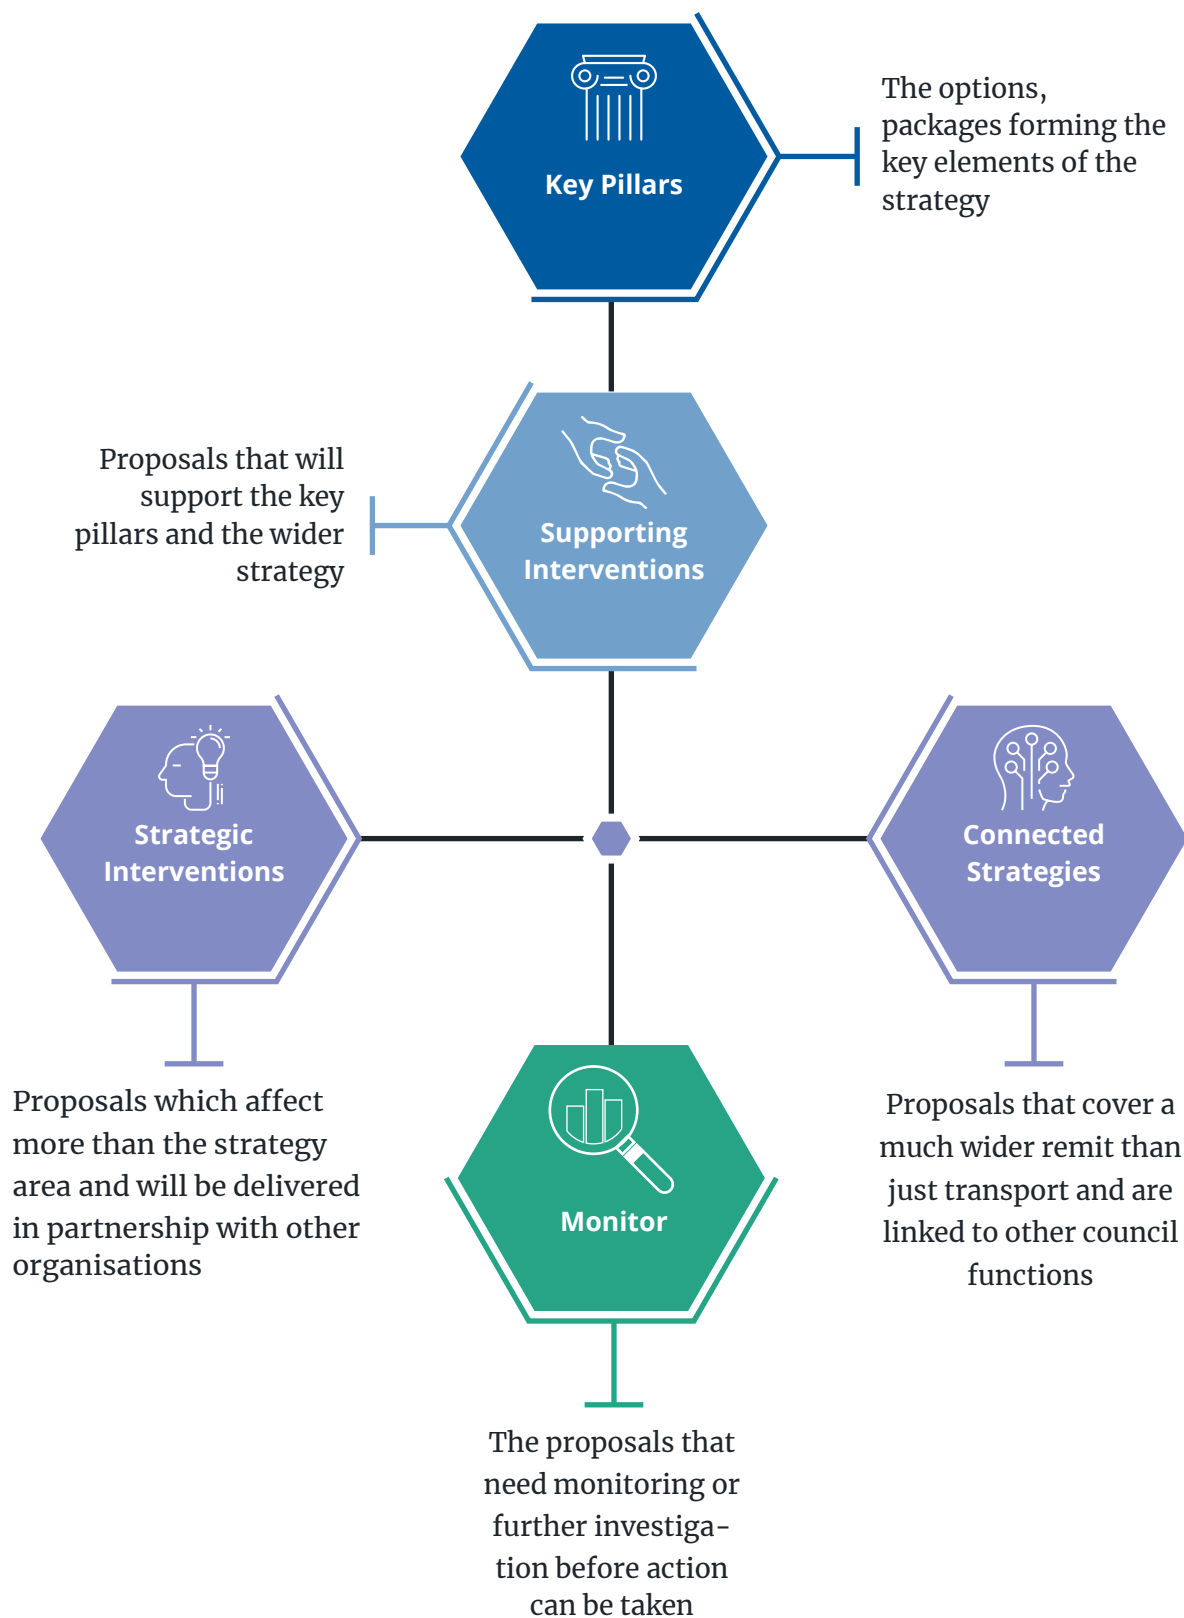 Key Pillars
The options,
packages forming the
key elements of the
strategy
Proposals that will
support the key
pillars and the wider
strategy
Supporting
Interventions
Strategic
Interventions
Connected
Strategies
Proposals which affect
more than the strategy
area and will be delivered
in partnership with other
organisations
Proposals that cover a
much wider remit than
just transport and are
linked to other council
functions
Monitor
The proposals that
need monitoring or
further investiga-
tion before action
can be taken